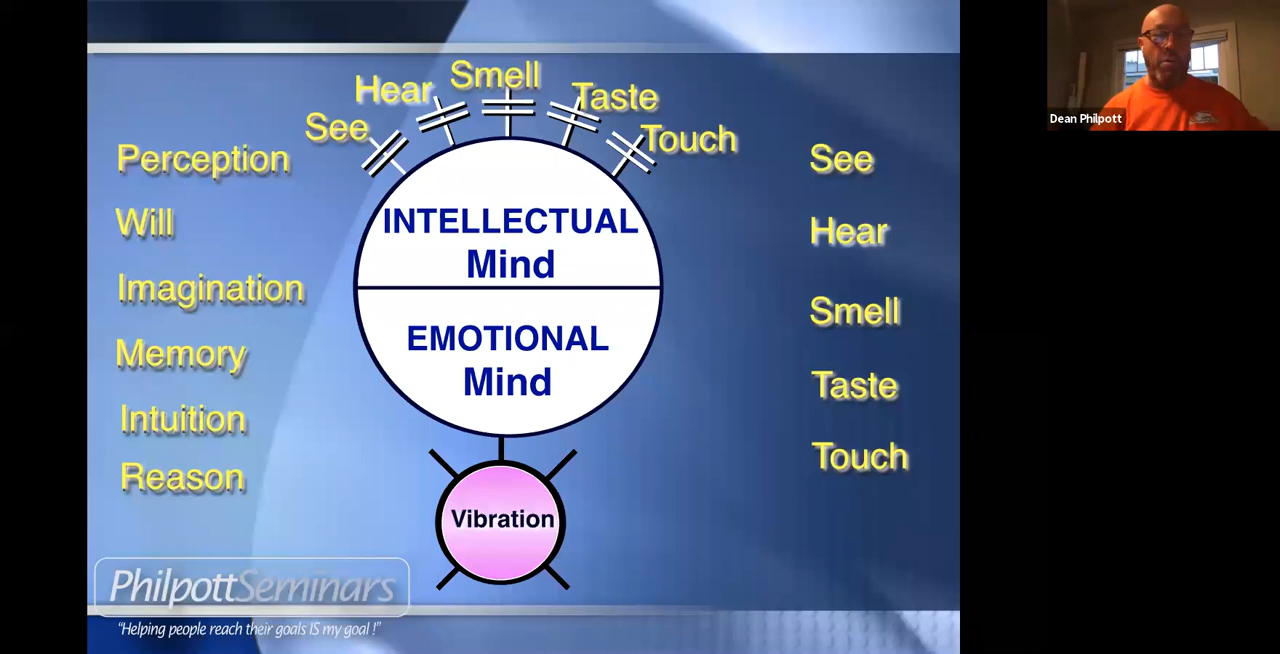 Hear
Smell
Taste
See
Touch
Perception
Will
Imagination
Memory
Intuition
Reason
INTELLECTUAL
Mind
EMOTIONAL
Mind
Vibration
See
Hear
Smell
Taste
Touch
PhilpottSeminars
"Helping people reach their goals IS my goal !"
Dean Philpott